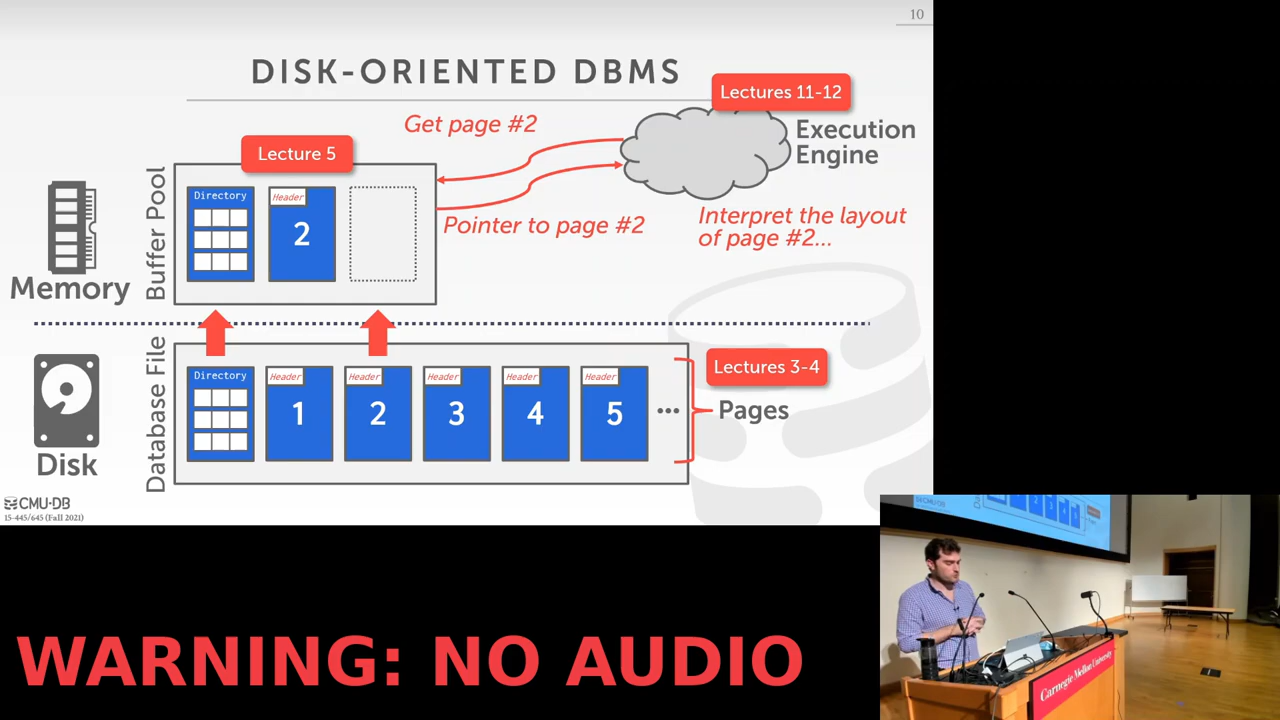 10
DISK-ORIENTED DBMS
Lectures 11-12
Get page #2
Execution
Engine
Lecture 5
Buffer Pool
Directory
Header
2
Pointer to page #2
Interpret the layout
of page #2...
Memory
Database File
Directory
Header
1
Header
2
Header
3
Header
4
Header
5
...
Lectures 3-4
Pages
Disk
CMU·DB
15-445/645 (Fall 2021)
WARNING: NO AUDIO
Carnegie Mellon University